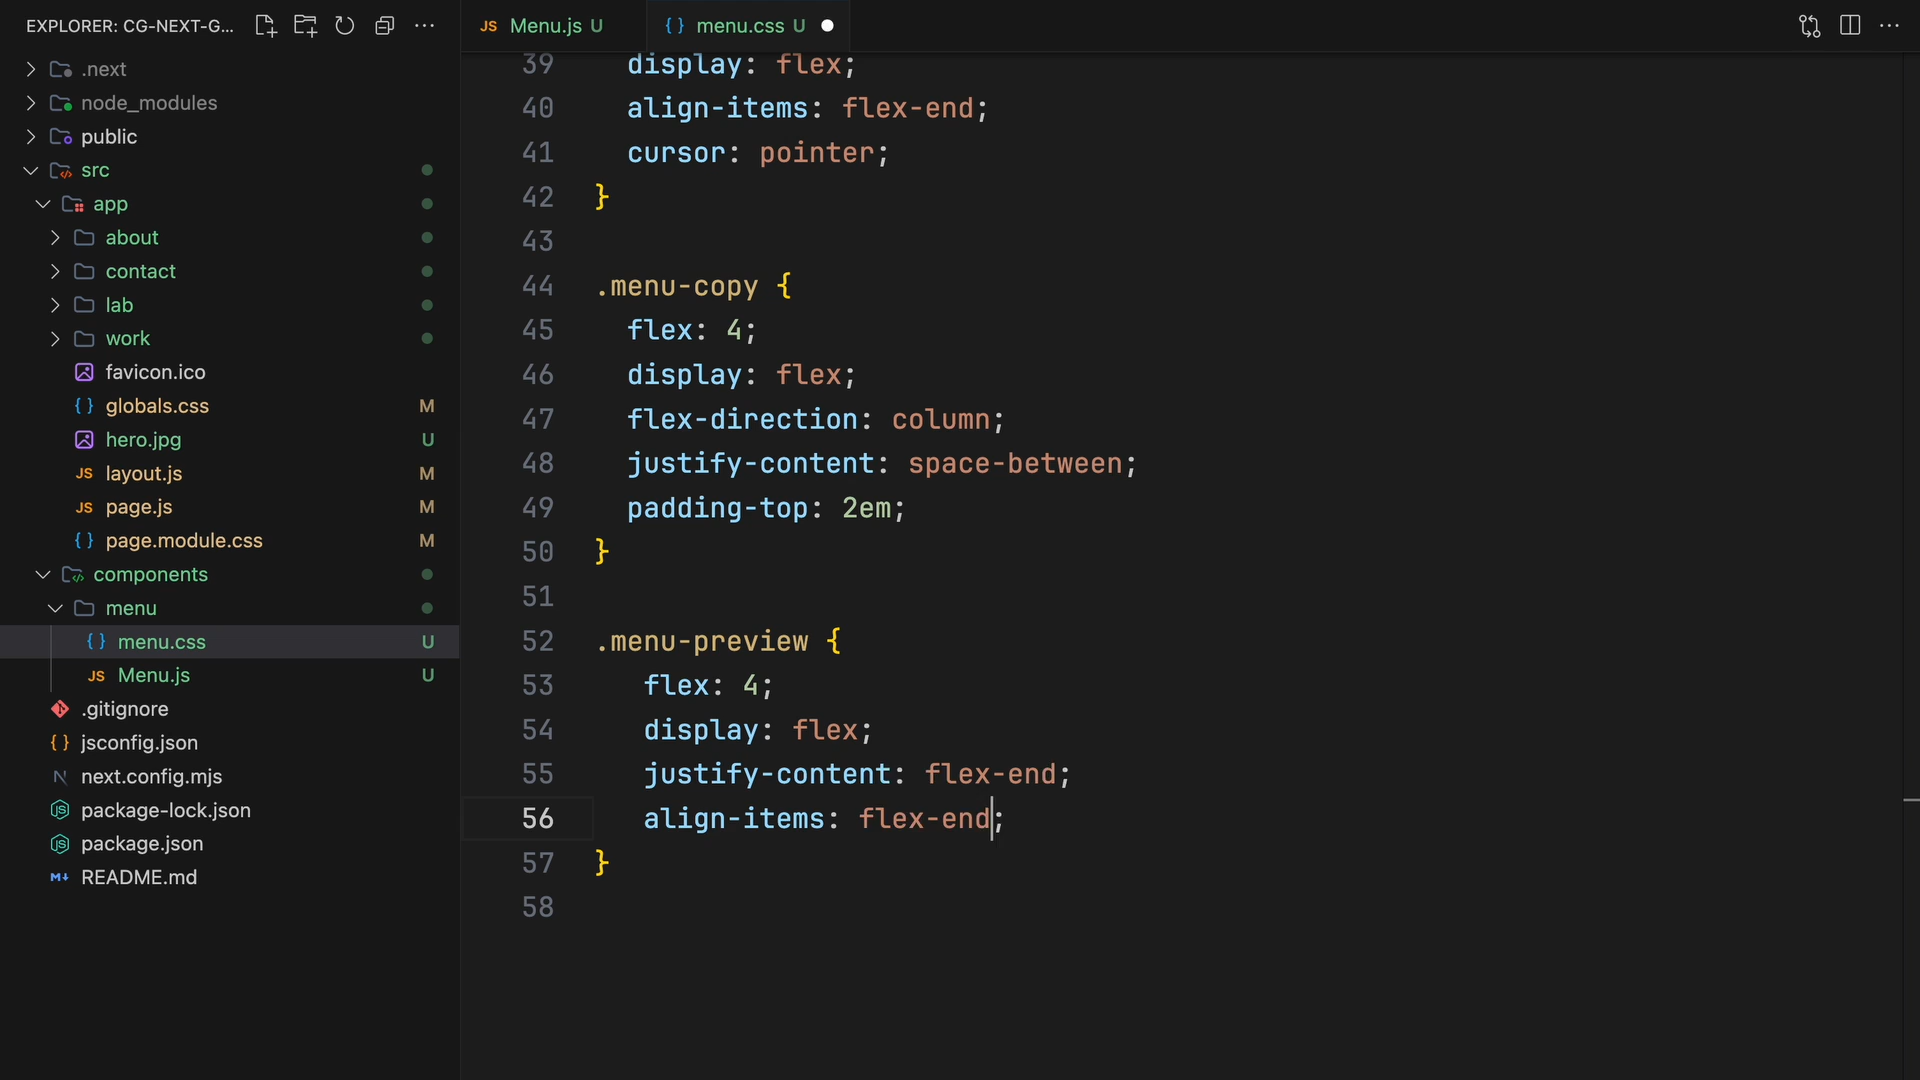 EXPLORER: CG-NEXT-G...
.next
node_modules
public
src
app
about
contact
lab
work
favicon.ico
{} globals.css M
hero.jpg U
JS layout.js M
JS page.js M
{} page.module.css M
components
menu
{} menu.css U
JS Menu.js U
.gitignore
{} jsconfig.json
N next.config.mjs
JS package-lock.json
JS package.json
M↓ README.md
JS Menu.js U
{} menu.css U
39 display: flex;
40 align-items: flex-end;
41 cursor: pointer;
42 }
43
44 .menu-copy {
45 flex: 4;
46 display: flex;
47 flex-direction: column;
48 justify-content: space-between;
49 padding-top: 2em;
50 }
51
52 .menu-preview {
53 flex: 4;
54 display: flex;
55 justify-content: flex-end;
56 align-items: flex-end;
57 }
58